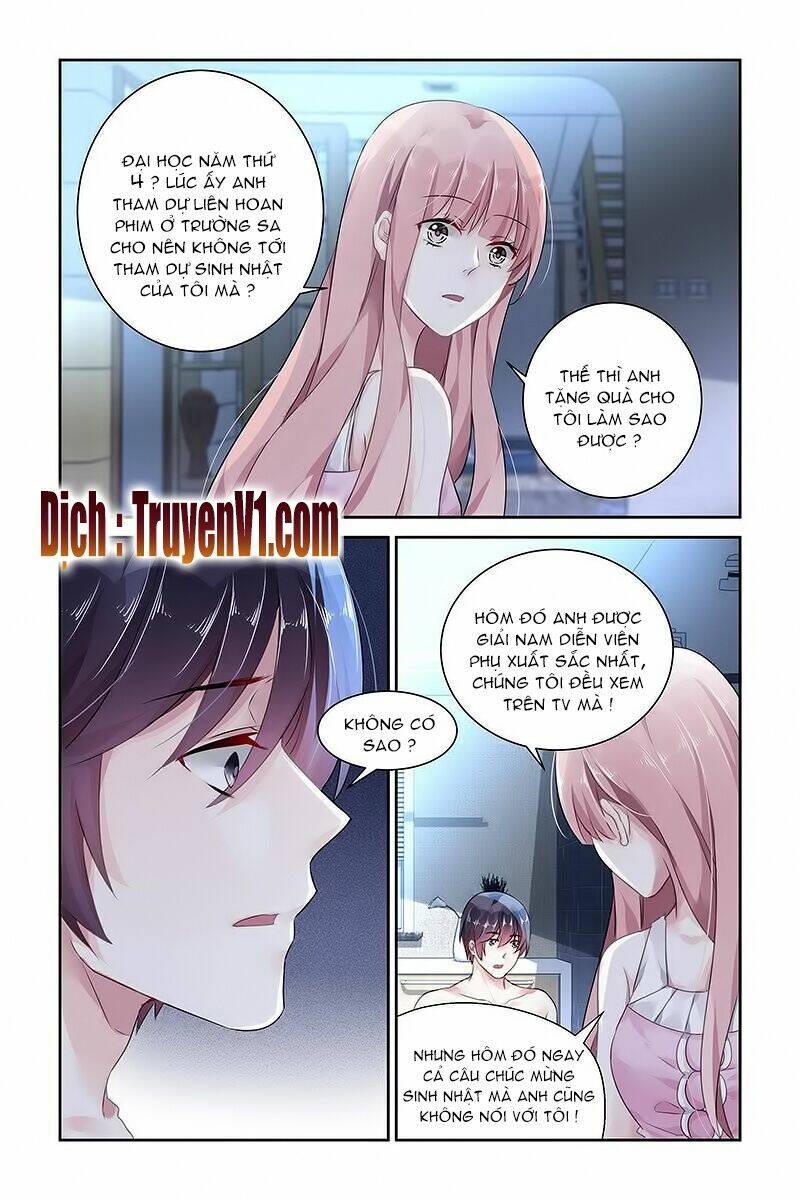 ĐẠI HỌC NĂM THỨ
4 ? LÚC ẤY ANH
THAM DỰ LIÊN HOAN
PHIM Ở TRƯỜNG SA
CHO NÊN KHÔNG TỚI
THAM DỰ SINH NHẬT
CỦA TÔI MÀ ?
THẾ THÌ ANH
TẶNG QUÀ CHO
TÔI LÀM SAO
ĐƯỢC ?
Dịch : TruyenV1.com
KHÔNG CÓ
SAO ?
HÔM ĐÓ ANH ĐƯỢC
GIẢI NAM DIỄN VIÊN
PHỤ XUẤT SẮC NHẤT,
CHÚNG TÔI ĐỀU XEM
TRÊN TV MÀ !
NHƯNG HÔM ĐÓ NGAY
CẢ CÂU CHÚC MỪNG
SINH NHẬT MÀ ANH CŨNG
KHÔNG NÓI VỚI TÔI !